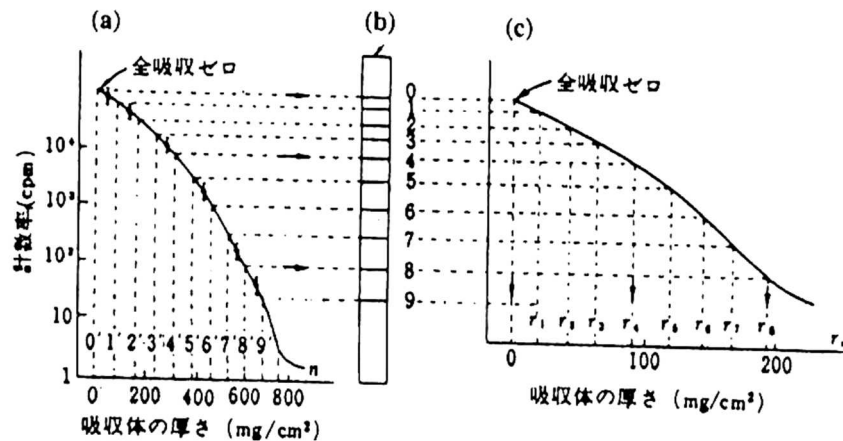 (a)
全吸収ゼロ
計数率(cpm)
10⁴
10³
10²
10
1
0' 1' 2' 3' 4' 5' 6' 7' 8' 9'
n
0 200 400 600 800
吸収体の厚さ (mg/cm²)
(b)
(c)
全吸収ゼロ
0
1
2
3
4
5
6
7
8
9
r₁ r₂ r₃ r₄ r₅ r₆ r₇ r₈
0 100 200
吸収体の厚さ (mg/cm²)